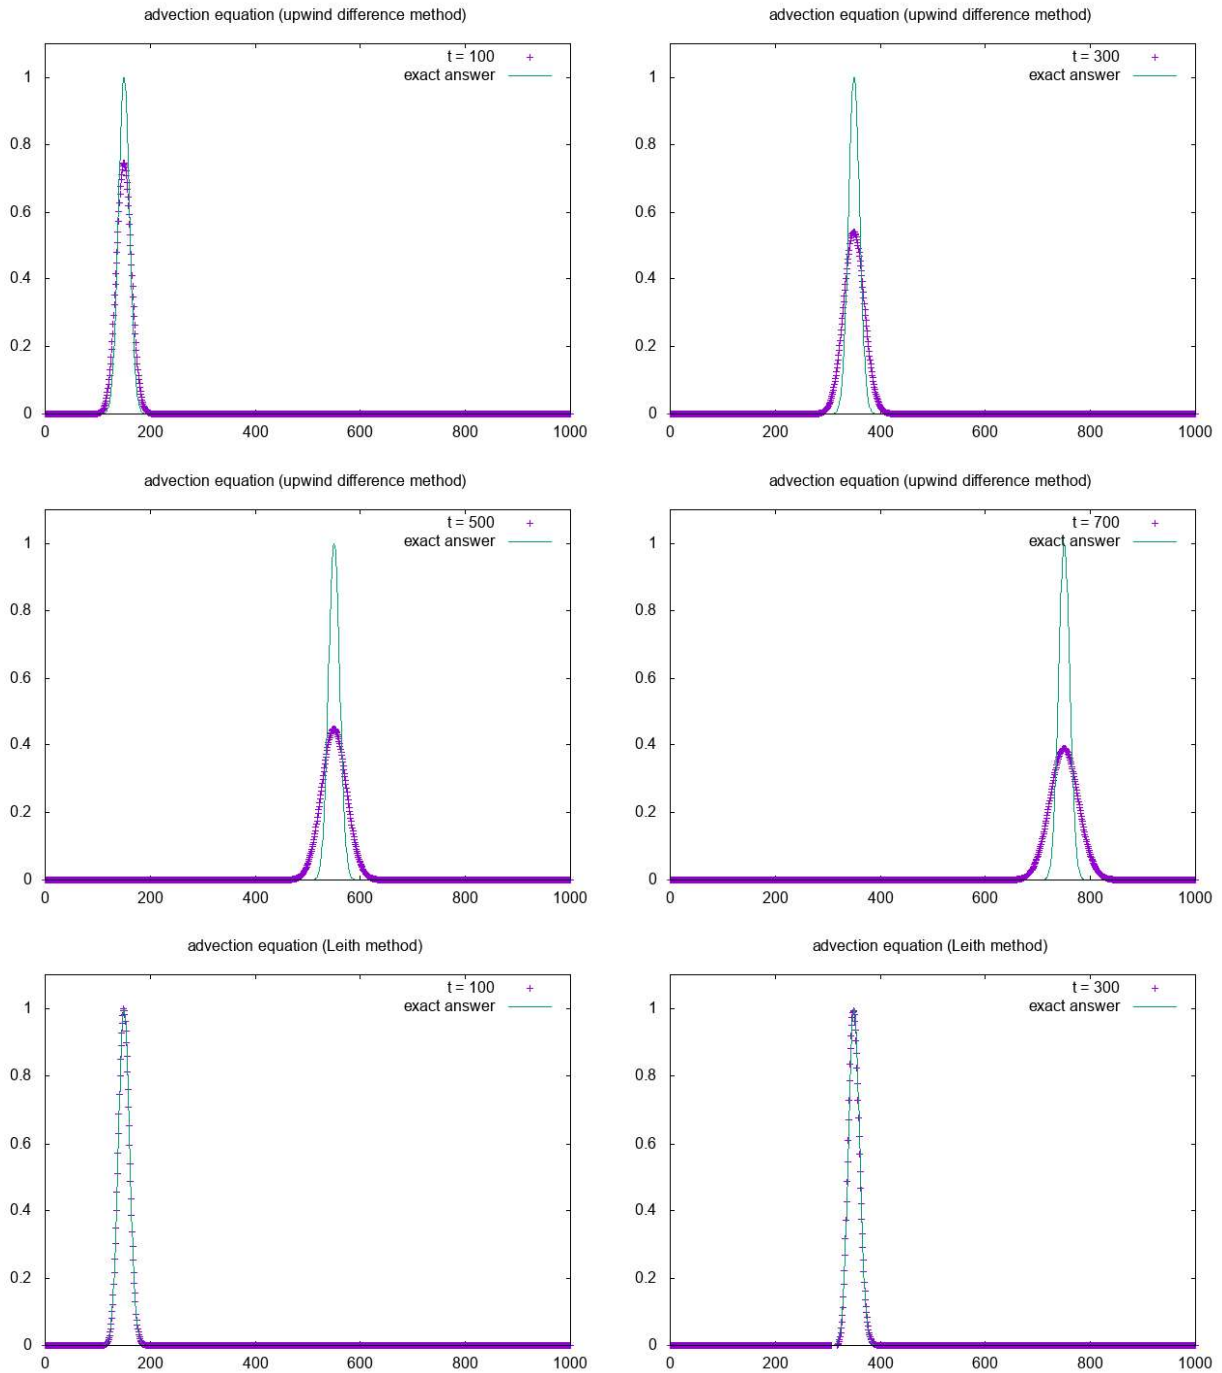 advection equation (upwind difference method)
t = 100
exact answer
1
0.8
0.6
0.4
0.2
0
0 200 400 600 800 1000
advection equation (upwind difference method)
t = 300
exact answer
1
0.8
0.6
0.4
0.2
0
0 200 400 600 800 1000
advection equation (upwind difference method)
t = 500
exact answer
1
0.8
0.6
0.4
0.2
0
0 200 400 600 800 1000
advection equation (upwind difference method)
t = 700
exact answer
1
0.8
0.6
0.4
0.2
0
0 200 400 600 800 1000
advection equation (Leith method)
t = 100
exact answer
1
0.8
0.6
0.4
0.2
0
0 200 400 600 800 1000
advection equation (Leith method)
t = 300
exact answer
1
0.8
0.6
0.4
0.2
0
0 200 400 600 800 1000